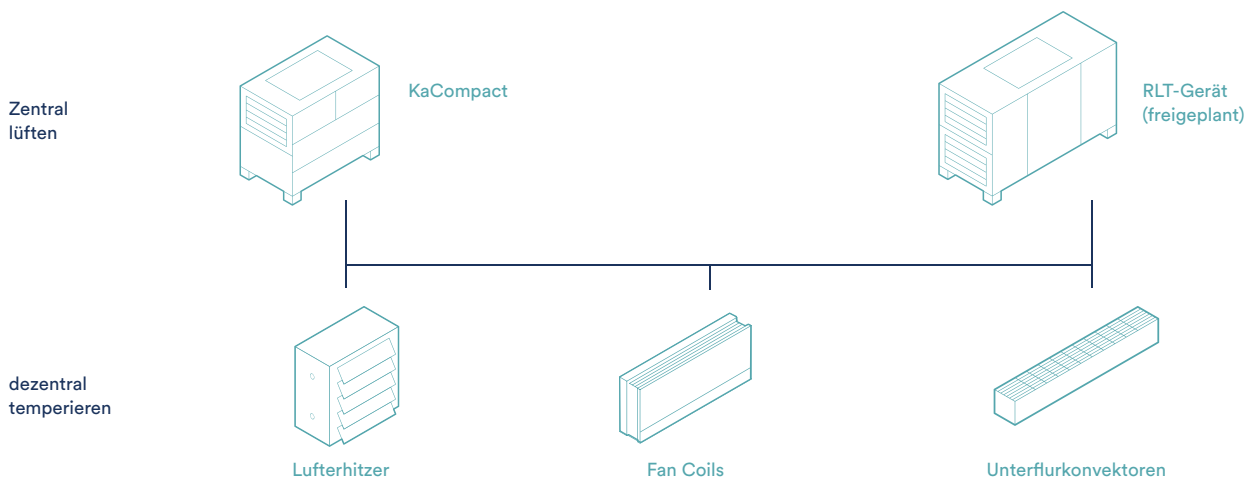 Zentral
lüften
KaCompact
RLT-Gerät
(freigeplant)
dezentral
temperieren
Lufterhitzer
Fan Coils
Unterflurkonvektoren